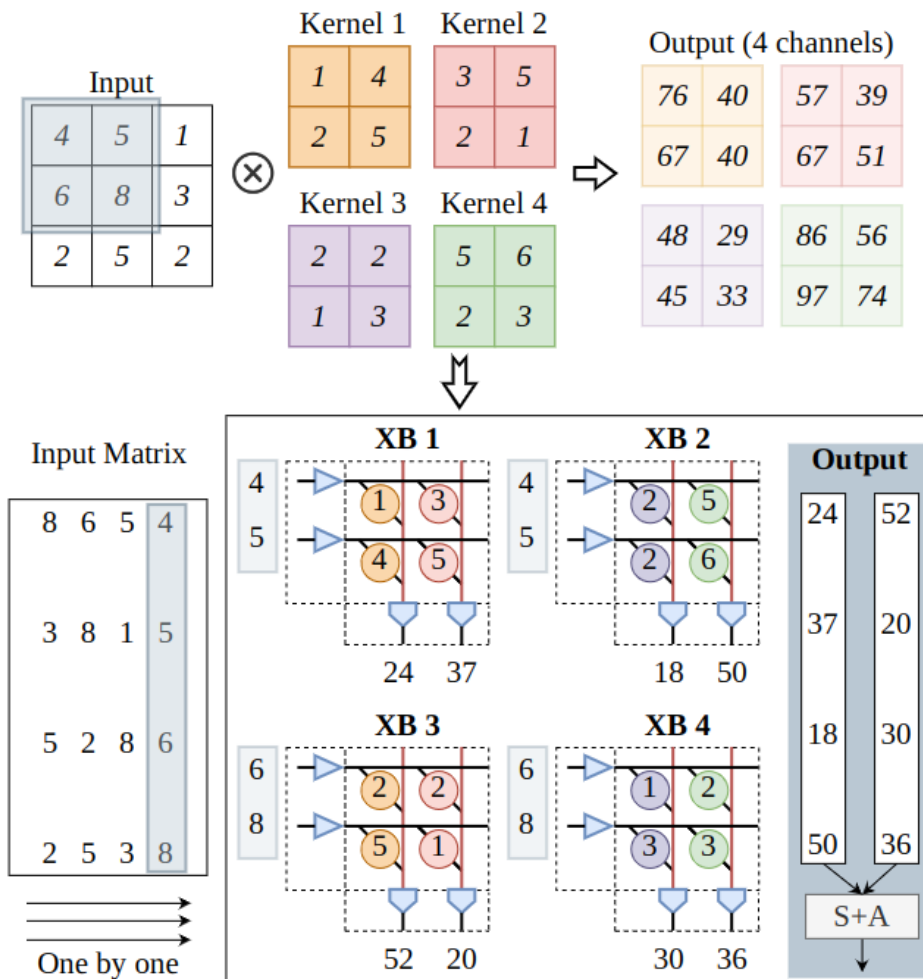 Kernel 1 Kernel 2
Output (4 channels)
Input
1 4 3 5
76 40 57 39
4 5 1
2 5 2 1
67 40 67 51
6 8 3
Kernel 3 Kernel 4
2 5 2
2 2 5 6
48 29 86 56
1 3 2 3
45 33 97 74
Input Matrix
8 6 5 4
3 8 1 5
5 2 8 6
2 5 3 8
One by one
XB 1
4
1 3
5
4 5
24 37
XB 2
4
2 5
5
2 6
18 50
XB 3
6
2 2
8
5 1
52 20
XB 4
6
1 2
8
3 3
30 36
Output
24 52
37 20
18 30
50 36
S+A